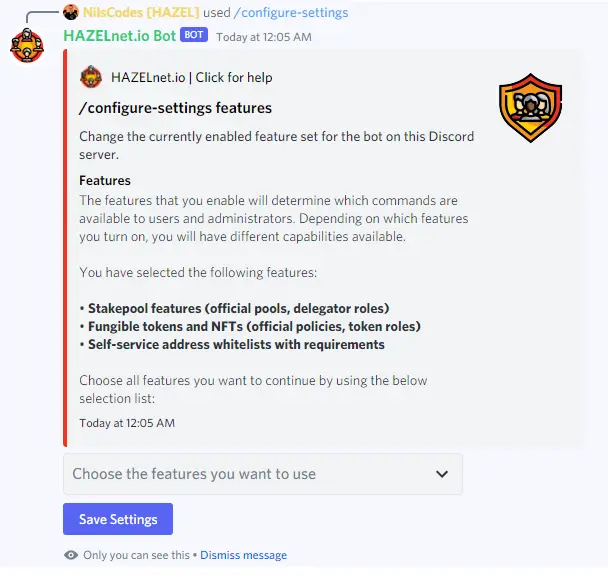 NilsCodes [HAZEL] used /configure-settings
HAZELnet.io Bot BOT Today at 12:05 AM
HAZELnet.io | Click for help
/configure-settings features
Change the currently enabled feature set for the bot on this Discord
server.
Features
The features that you enable will determine which commands are
available to users and administrators. Depending on which features
you turn on, you will have different capabilities available.
You have selected the following features:
• Stakepool features (official pools, delegator roles)
• Fungible tokens and NFTs (official policies, token roles)
• Self-service address whitelists with requirements
Choose all features you want to continue by using the below
selection list:
Today at 12:05 AM
Choose the features you want to use
Save Settings
Only you can see this • Dismiss message